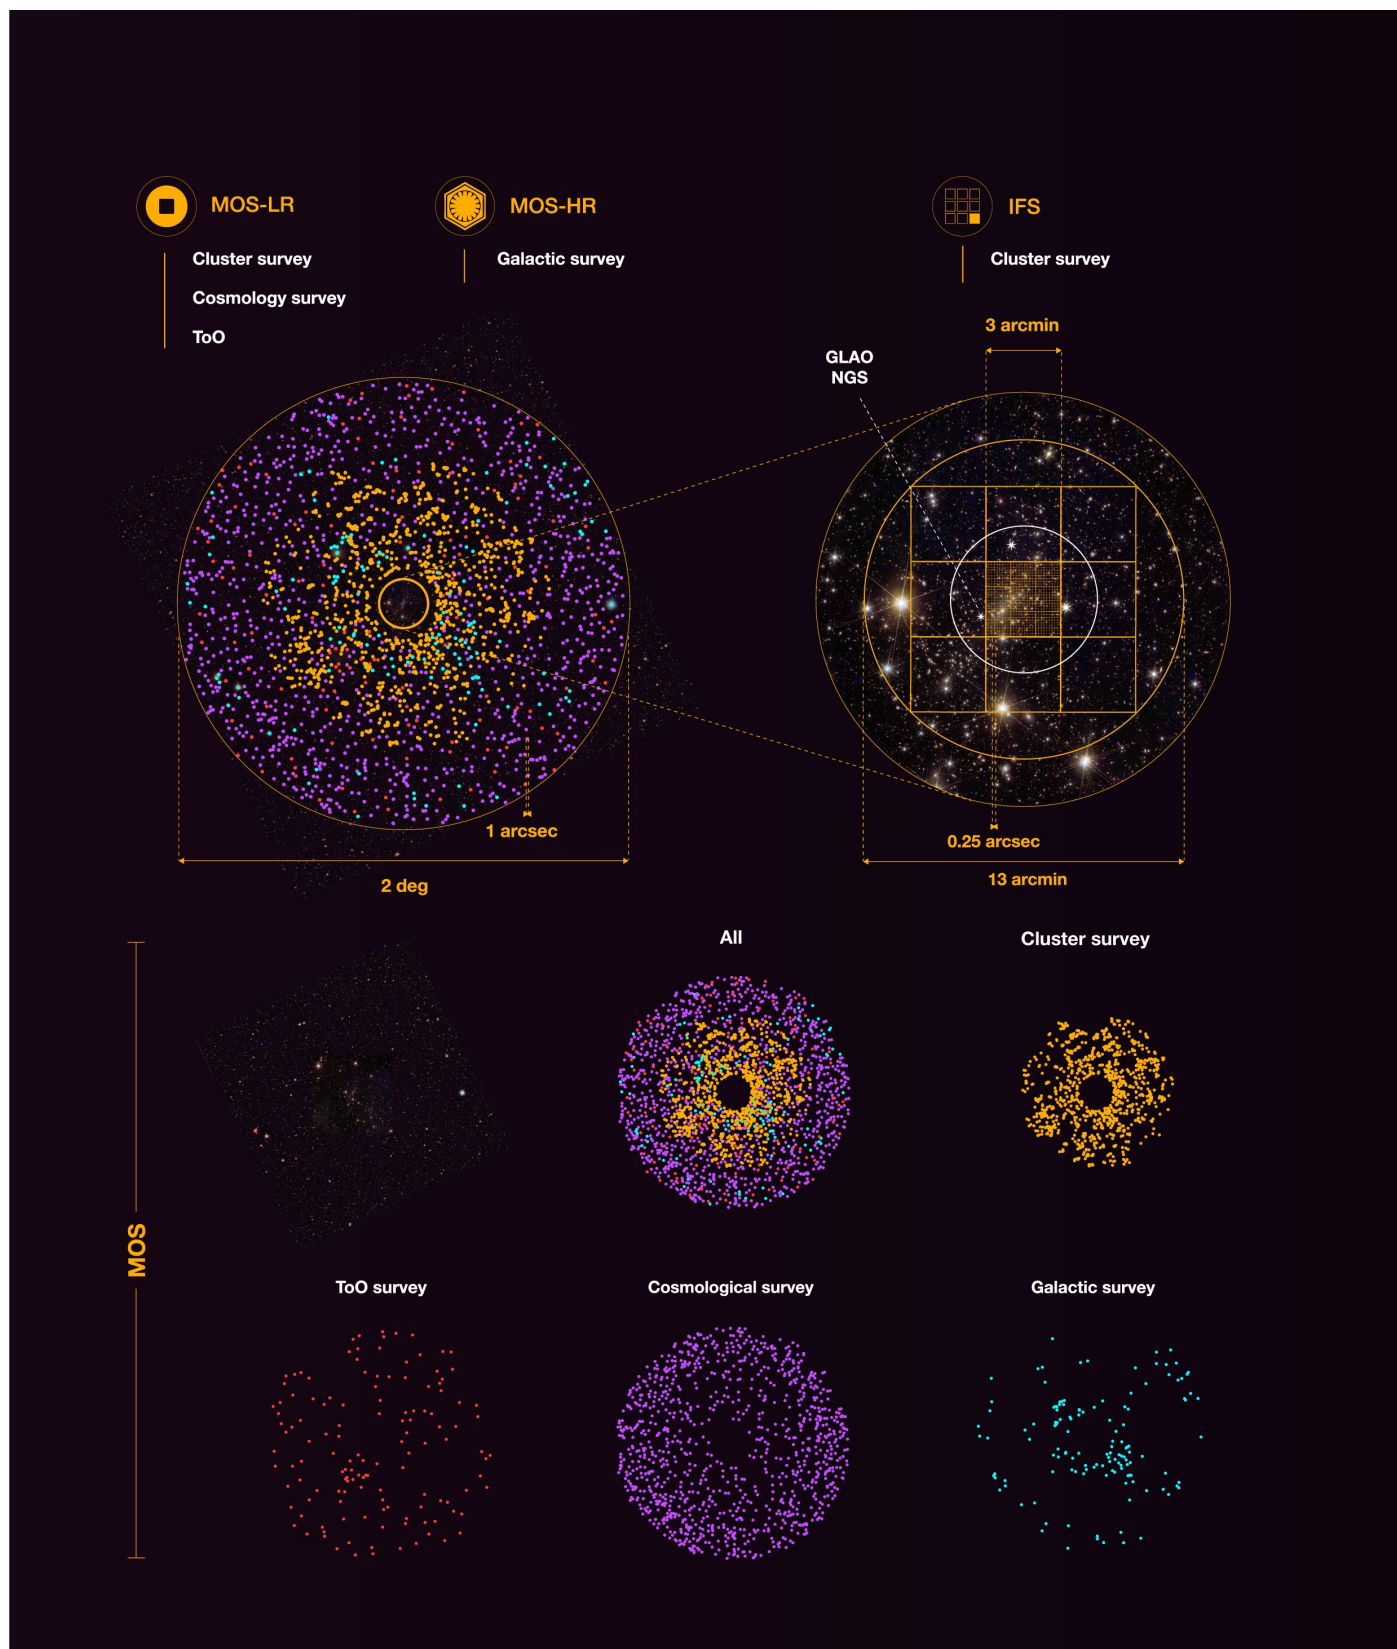 MOS-LR
MOS-HR
IFS
Cluster survey
Cosmology survey
ToO
Galactic survey
Cluster survey
3 arcmin
GLAO
NGS
1 arcsec
2 deg
0.25 arcsec
13 arcmin
MOS
All
Cluster survey
ToO survey
Cosmological survey
Galactic survey